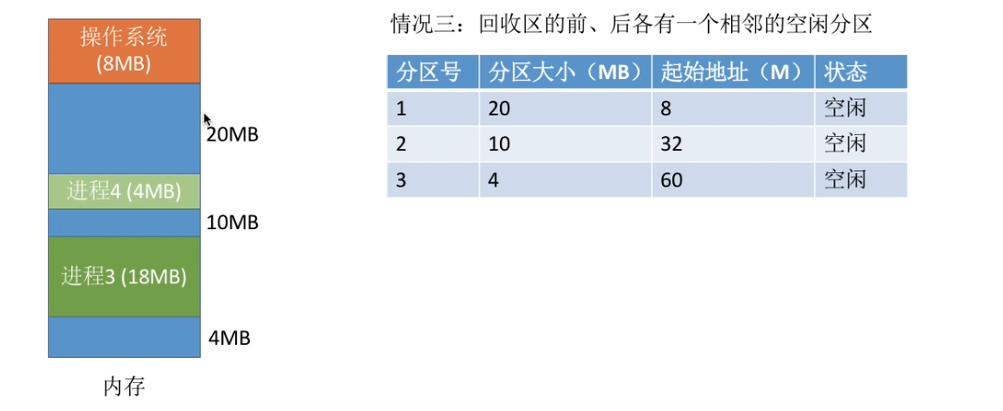 操作系统
(8MB)
20MB
进程4 (4MB)
10MB
进程3 (18MB)
4MB
内存
情况三：回收区的前、后各有一个相邻的空闲分区
分区号 分区大小（MB） 起始地址（M） 状态
1 20 8 空闲
2 10 32 空闲
3 4 60 空闲